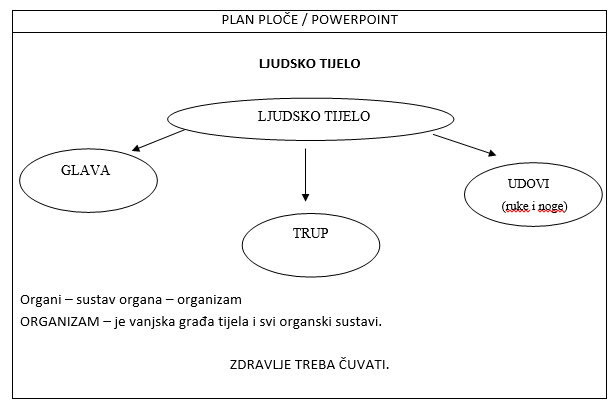 PLAN PLOČE / POWERPOINT
LJUDSKO TIJELO
LJUDSKO TIJELO
GLAVA
TRUP
UDOVI
(ruke i noge)
Organi – sustav organa – organizam
ORGANIZAM – je vanjska građa tijela i svi organski sustavi.
ZDRAVLJE TREBA ČUVATI.